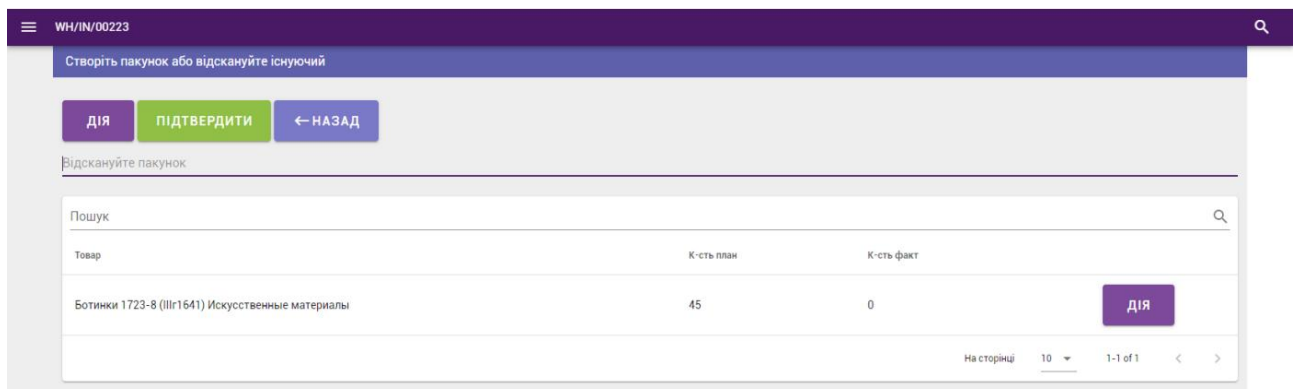 WH/IN/00223
Створіть пакунок або відскануйте існуючий
ДІЯ ПІДТВЕРДИТИ ←НАЗАД
Відскануйте пакунок
Пошук
Товар К-сть план К-сть факт
Ботинки 1723-8 (IIIr1641) Искусственные материалы 45 0 ДІЯ
На сторінці 10 1-1 of 1